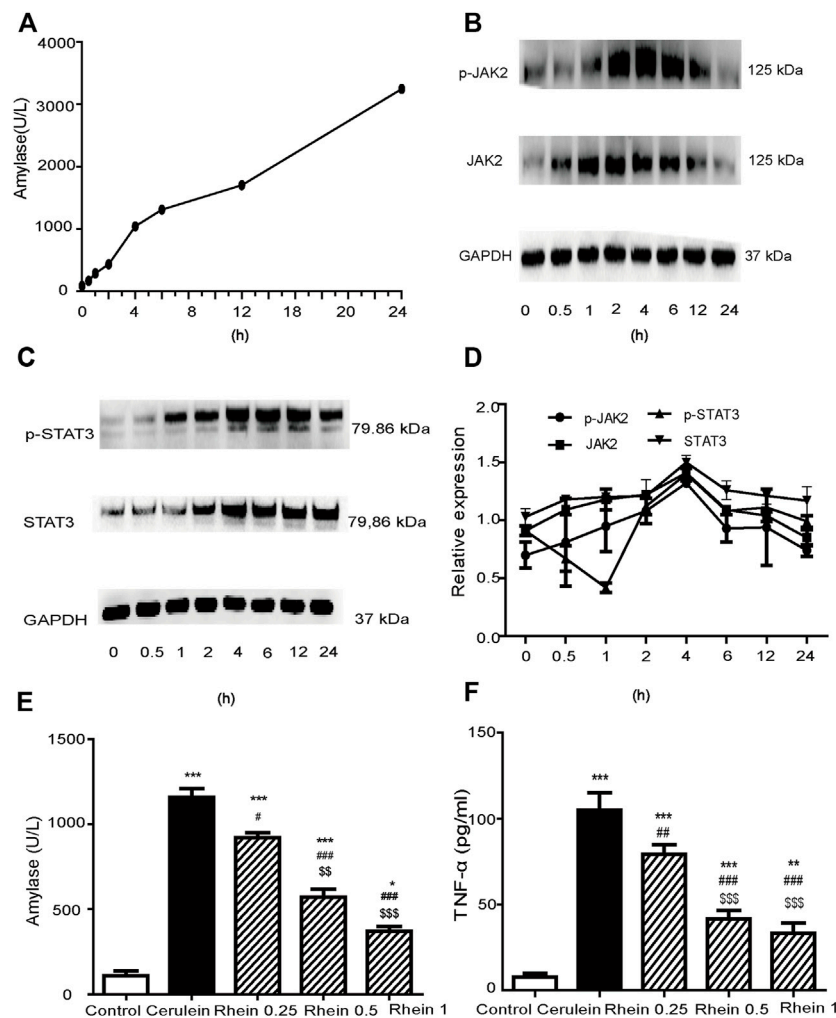 A
4000
3000
2000
1000
0
Amylase(U/L)
0 4 8 12 18 20 24
(h)
B
p-JAK2 125 kDa
JAK2 125 kDa
GAPDH 37 kDa
0 0.5 1 2 4 6 12 24
(h)
C
p-STAT3 79.86 kDa
STAT3 79,86 kDa
GAPDH 37 kDa
0 0.5 1 2 4 6 12 24
(h)
D
2.0
1.5
1.0
0.5
0.0
Relative expression
p-JAK2 p-STAT3
JAK2 STAT3
0 0.5 1 2 4 6 12 24
(h)
E
1500
1000
500
0
Amylase (U/L)
***
***
#
***
###
$$
*
###
$$$
Control Cerulein Rhein 0.25 Rhein 0.5 Rhein 1
F
150
100
50
0
TNF-α (pg/ml)
***
***
##
***
###
$$$
**
###
$$$
Control Cerulein Rhein 0.25 Rhein 0.5 Rhein 1